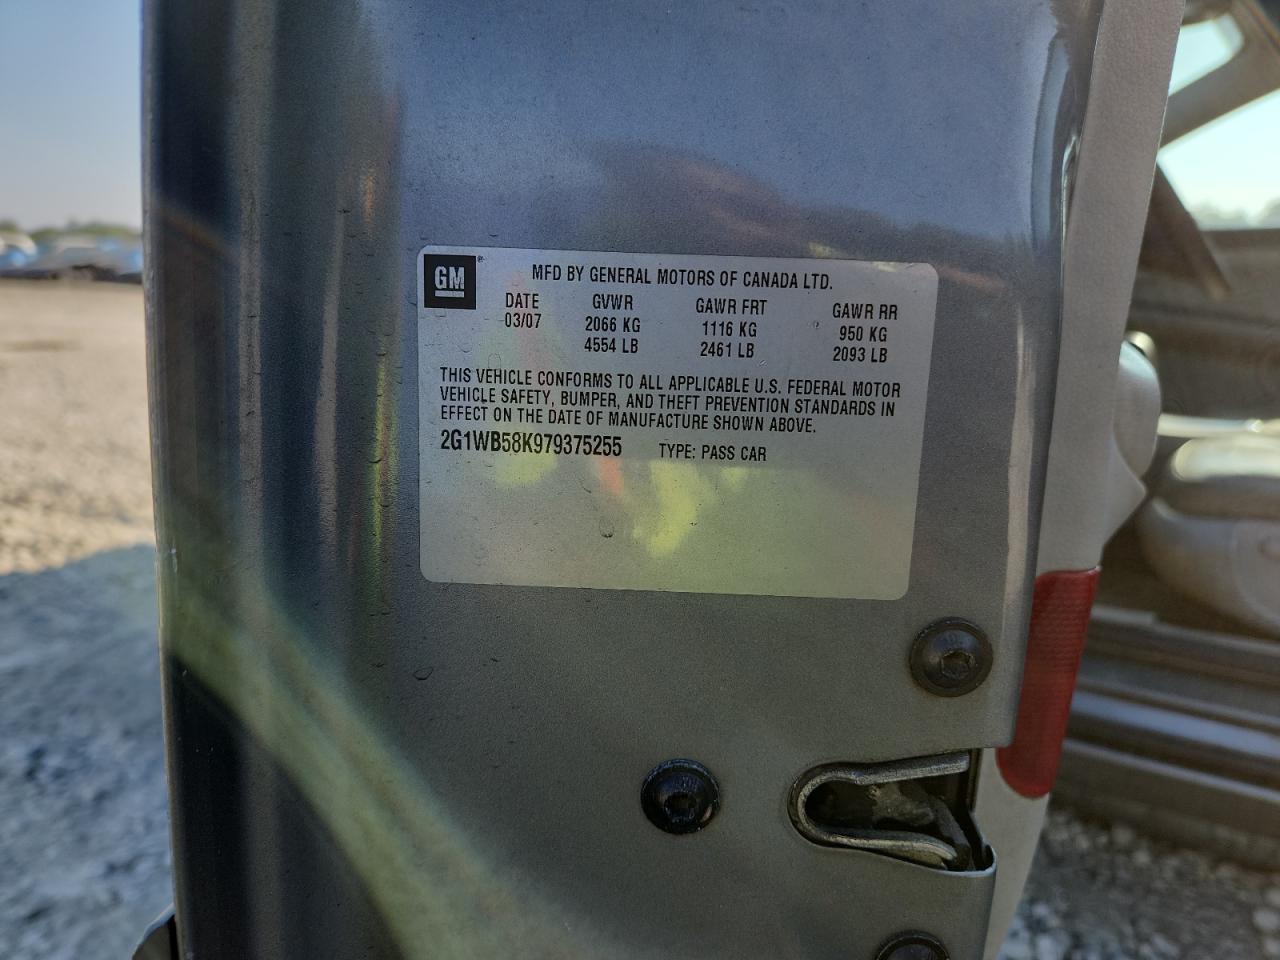 GM ®
MFD BY GENERAL MOTORS OF CANADA LTD.
DATE GVWR GAWR FRT GAWR RR
03/07 2066 KG 1116 KG 950 KG
4554 LB 2461 LB 2093 LB
THIS VEHICLE CONFORMS TO ALL APPLICABLE U.S. FEDERAL MOTOR
VEHICLE SAFETY, BUMPER, AND THEFT PREVENTION STANDARDS IN
EFFECT ON THE DATE OF MANUFACTURE SHOWN ABOVE.
2G1WB58K979375255 TYPE: PASS CAR